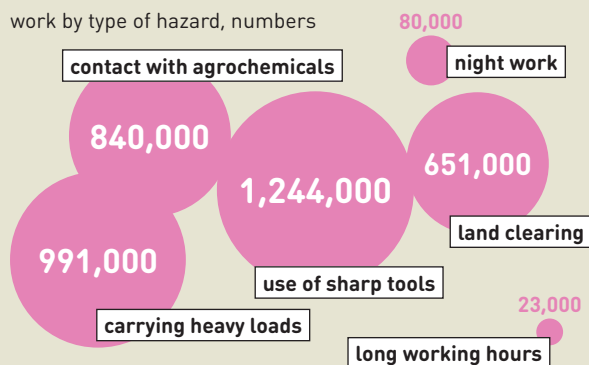 work by type of hazard, numbers
80,000
night work
contact with agrochemicals
840,000
1,244,000
651,000
land clearing
991,000
use of sharp tools
carrying heavy loads
23,000
long working hours